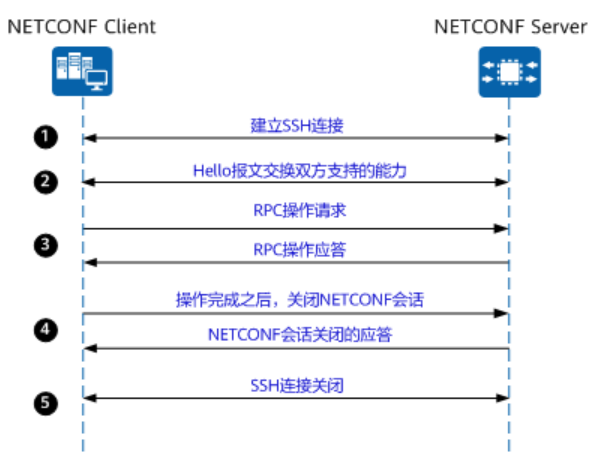 NETCONF Client
NETCONF Server
1
建立SSH连接
2
Hello报文交换双方支持的能力
RPC操作请求
3
RPC操作应答
操作完成之后，关闭NETCONF会话
4
NETCONF会话关闭的应答
SSH连接关闭
5